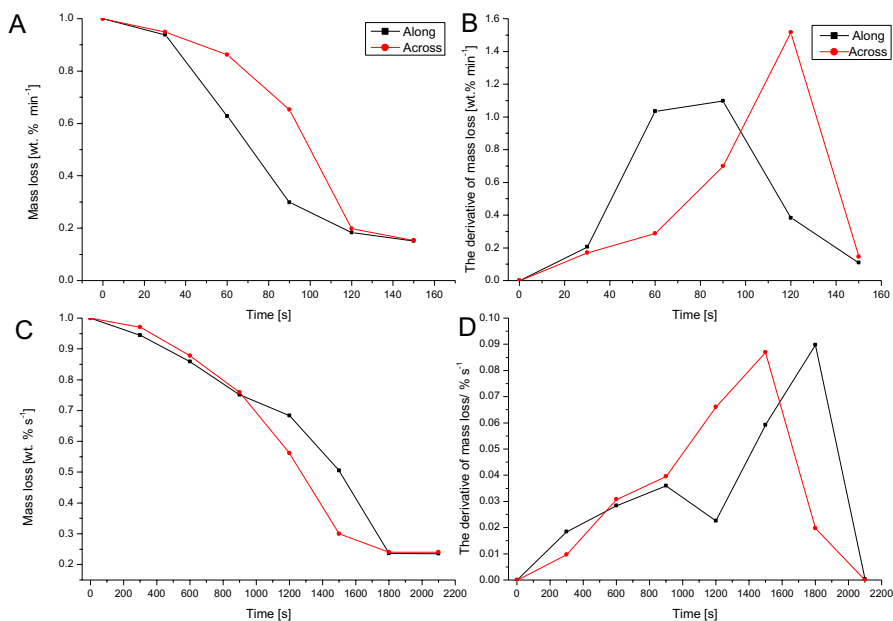 A
Along
Across
1.0
0.8
0.6
0.4
0.2
0.0
Mass loss [wt. % min⁻¹]
0 20 40 60 80 100 120 140 160
Time [s]
B
Along
Across
1.6
1.4
1.2
1.0
0.8
0.6
0.4
0.2
0.0
The derivative of mass loss [wt.% min⁻¹]
0 20 40 60 80 100 120 140 160
Time [s]
C
1.0
0.9
0.8
0.7
0.6
0.5
0.4
0.3
0.2
Mass loss [wt. % s⁻¹]
0 200 400 600 800 1000 1200 1400 1600 1800 2000 2200
Time [s]
D
0.10
0.09
0.08
0.07
0.06
0.05
0.04
0.03
0.02
0.01
0.00
The derivative of mass loss/ % s⁻¹
0 200 400 600 800 1000 1200 1400 1600 1800 2000 2200
Time [s]